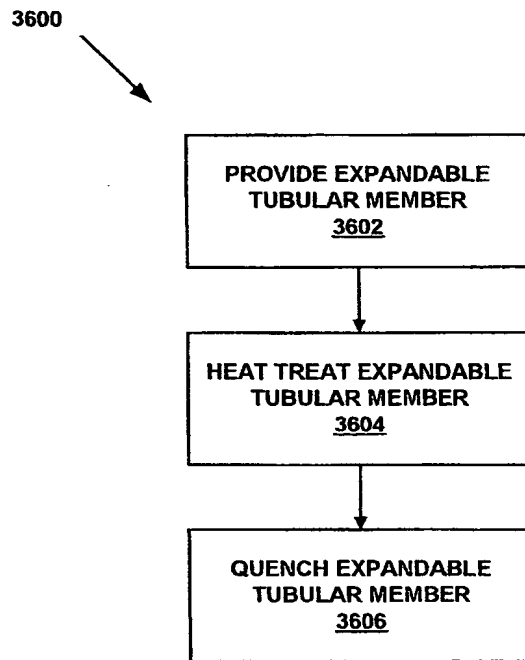 3600
PROVIDE EXPANDABLE
TUBULAR MEMBER
3602
HEAT TREAT EXPANDABLE
TUBULAR MEMBER
3604
QUENCH EXPANDABLE
TUBULAR MEMBER
3606